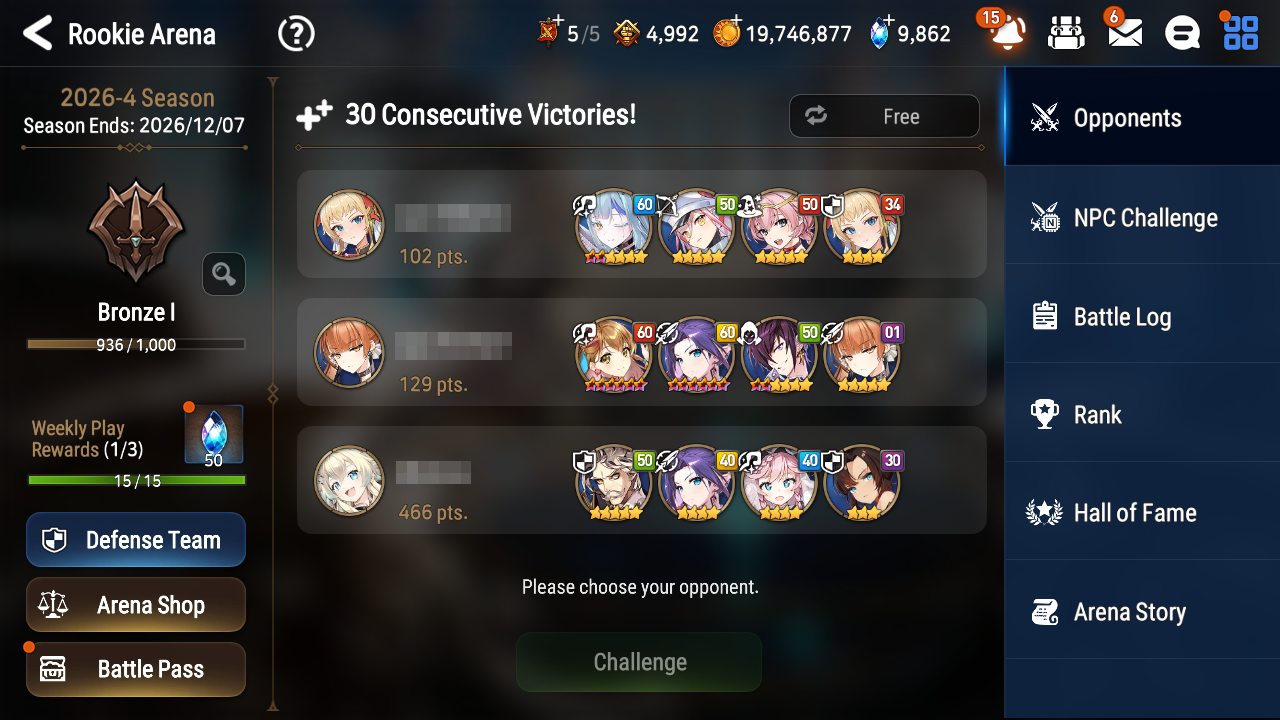 Rookie Arena
5/5
4,992
19,746,877
9,862
15
6
2026-4 Season
Season Ends: 2026/12/07
Bronze I
936 / 1,000
Weekly Play
Rewards (1/3)
50
15 / 15
Defense Team
Arena Shop
Battle Pass
30 Consecutive Victories!
Free
102 pts.
60
50
50
34
129 pts.
60
60
50
01
466 pts.
50
40
40
30
Please choose your opponent.
Challenge
Opponents
NPC Challenge
Battle Log
Rank
Hall of Fame
Arena Story